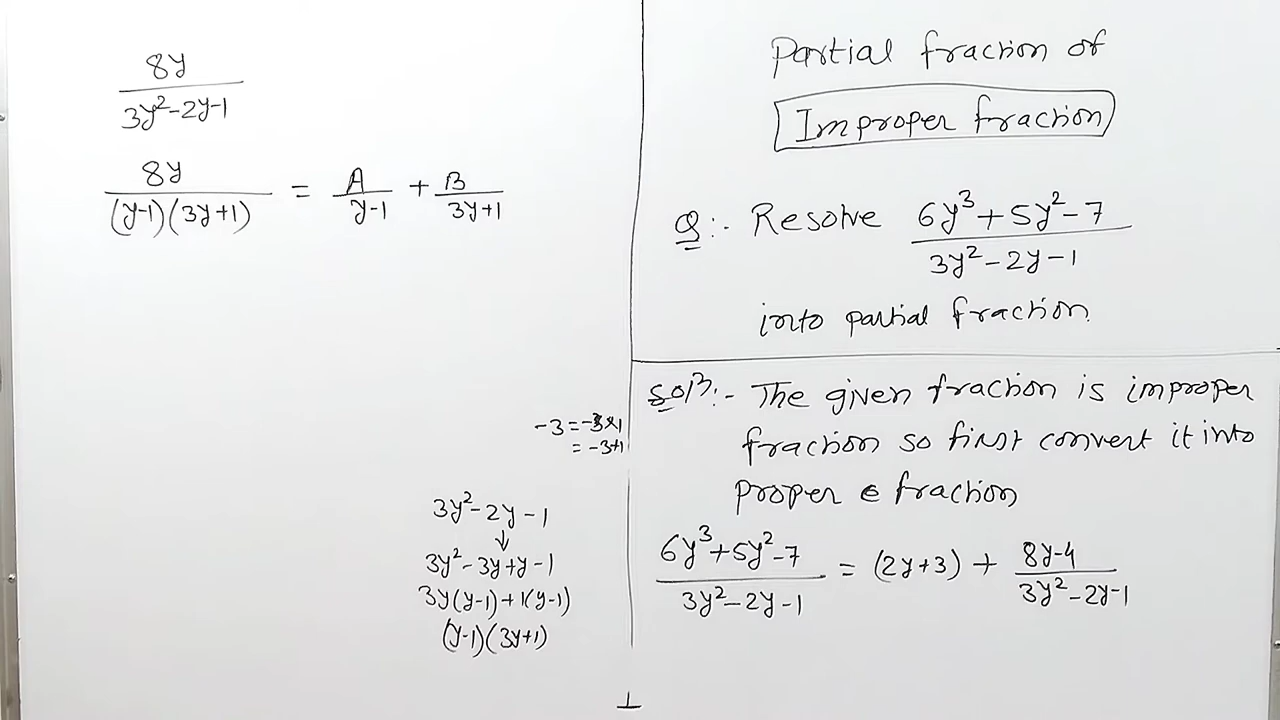 8y
3y²-2y-1
8y
(y-1)(3y+1) = A/y-1 + B/3y+1
-3=-3×1
=-3+1
3y²-2y-1
↓
3y²-3y+y-1
3y(y-1)+1(y-1)
(y-1)(3y+1)
Partial fraction of
Improper fraction
Q:- Resolve 6y³+5y²-7/3y²-2y-1
into partial fraction.
Solⁿ:- The given fraction is improper
fraction so first convert it into
proper fraction
6y³+5y²-7/3y²-2y-1 = (2y+3) + 8y-4/3y²-2y-1